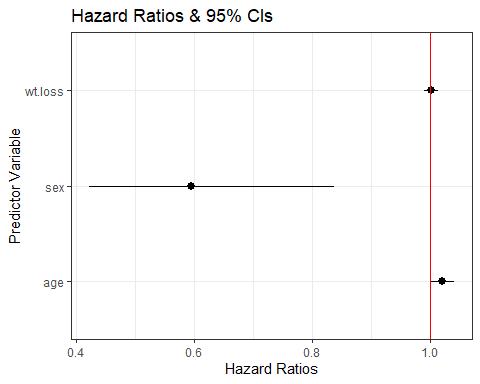 Hazard Ratios & 95% CIs
Predictor Variable
wt.loss
sex
age
0.4
0.6
0.8
1.0
Hazard Ratios